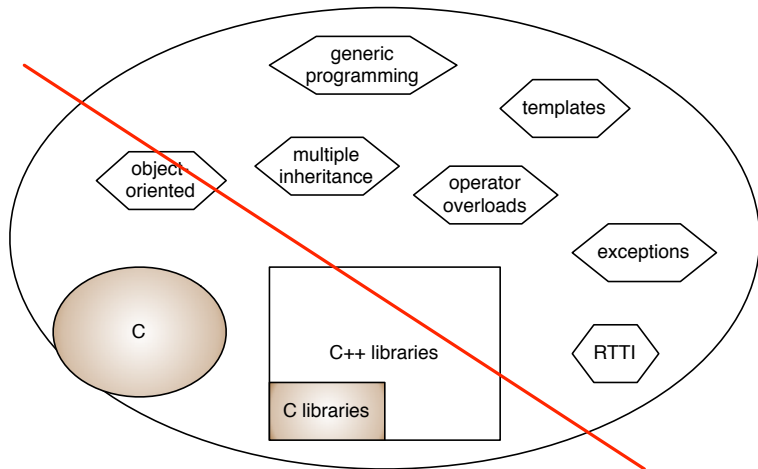 generic
programming
templates
object-
oriented
multiple
inheritance
operator
overloads
exceptions
C
C++ libraries
RTTI
C libraries